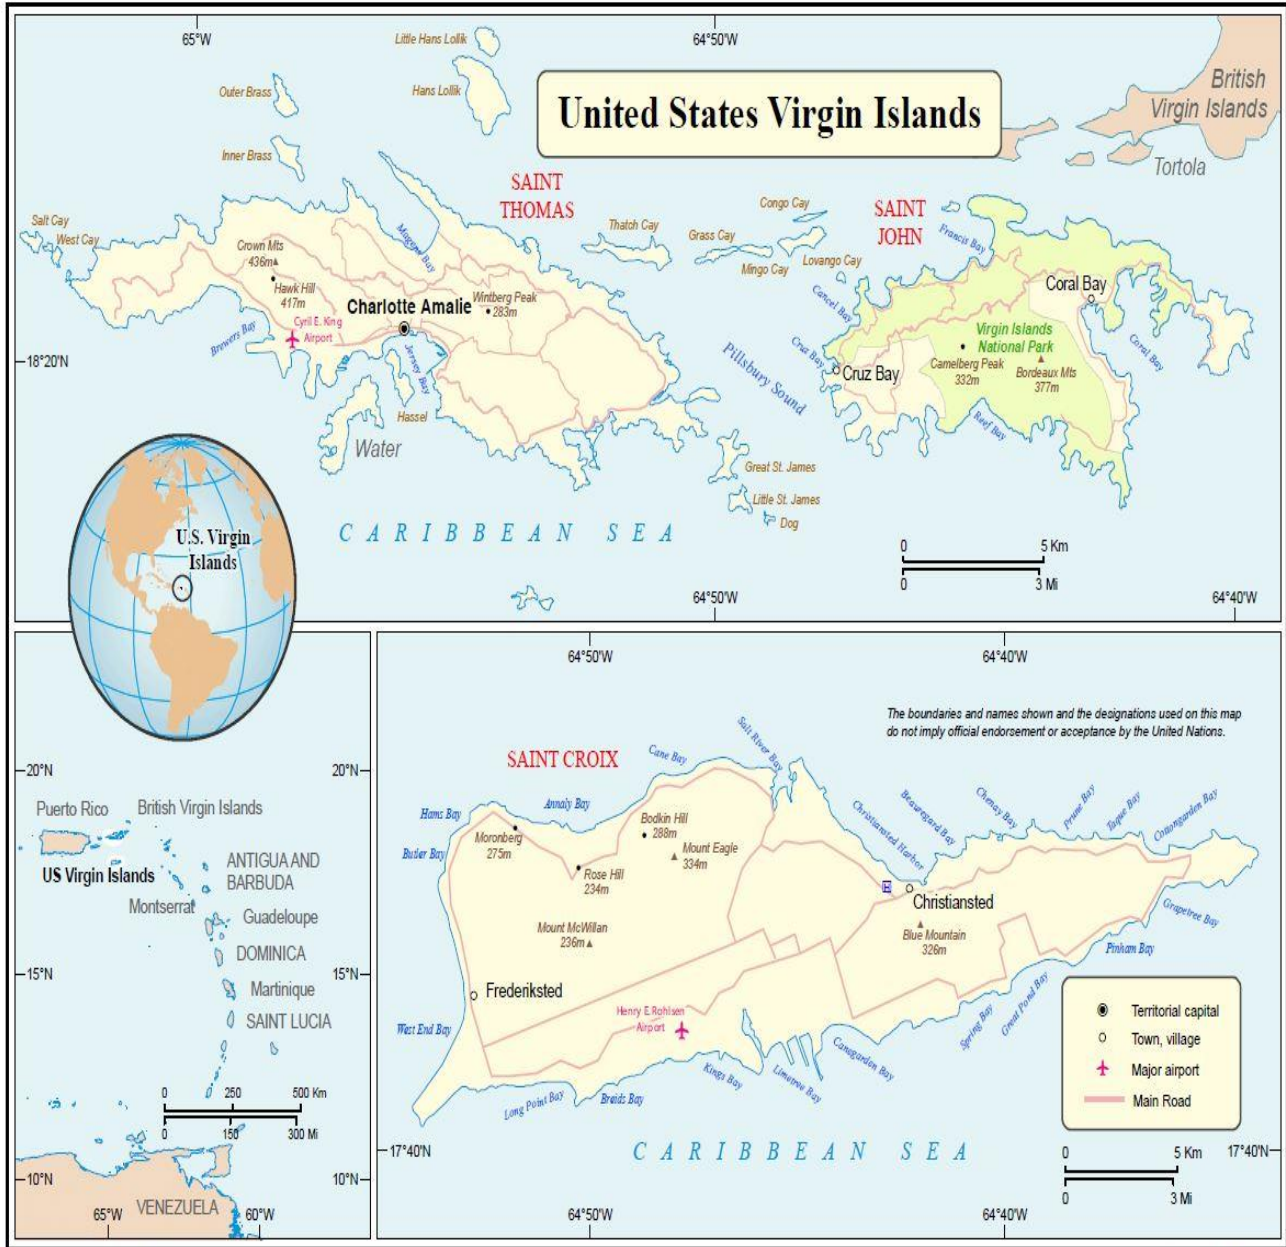 65°W
64°50'W
Little Hans Lollik
Hans Lollik
Outer Brass
Inner Brass
United States Virgin Islands
British
Virgin Islands
Tortola
SAINT
THOMAS
SAINT
JOHN
Salt Cay
West Cay
Crown Mts
436m
Hawk Hill
417m
Magens Bay
Thatch Cay
Congo Cay
Grass Cay
Mingo Cay
Lovango Cay
Francis Bay
Charlotte Amalie
Wintberg Peak
283m
Cyril E. King
Airport
Brewers Bay
Jersey Bay
Hassel
Water
18°20'N
Caneel Bay
Cruz Bay
Cruz Bay
Coral Bay
Coral Bay
Virgin Islands
National Park
Camelberg Peak
332m
Bordeaux Mts
377m
Reef Bay
Pillsbury Sound
Great St. James
Little St. James
Dog
CARIBBEAN SEA
0 5 Km
0 3 Mi
64°50'W
64°40'W
U.S. Virgin
Islands
20°N
20°N
Puerto Rico
British Virgin Islands
US Virgin Islands
ANTIGUA AND
BARBUDA
Montserrat
Guadeloupe
DOMINICA
15°N
15°N
Martinique
SAINT LUCIA
0 250 500 Km
0 150 300 Mi
10°N
10°N
VENEZUELA
65°W
60°W
64°50'W
64°40'W
The boundaries and names shown and the designations used on this map
do not imply official endorsement or acceptance by the United Nations.
SAINT CROIX
Cane Bay
Salt River Bay
Hams Bay
Annaly Bay
Butler Bay
Moronberg
275m
Bodkin Hill
288m
Mount Eagle
334m
Rose Hill
234m
Mount McWillan
236m
Christiansted Harbor
Beauregard Bay
Chenay Bay
Prune Bay
Taque Bay
Cottongarden Bay
H
Christiansted
Blue Mountain
326m
Grapetree Bay
Pinham Bay
Great Pond Bay
Spring Bay
Canegarden Bay
Limetree Bay
Kings Bay
Frederiksted
Henry E Rohlsen
Airport
West End Bay
Long Point Bay
Braids Bay
Territorial capital
Town, village
Major airport
Main Road
17°40'N
CARIBBEAN SEA
0 5 Km
0 3 Mi
17°40'N
64°50'W
64°40'W